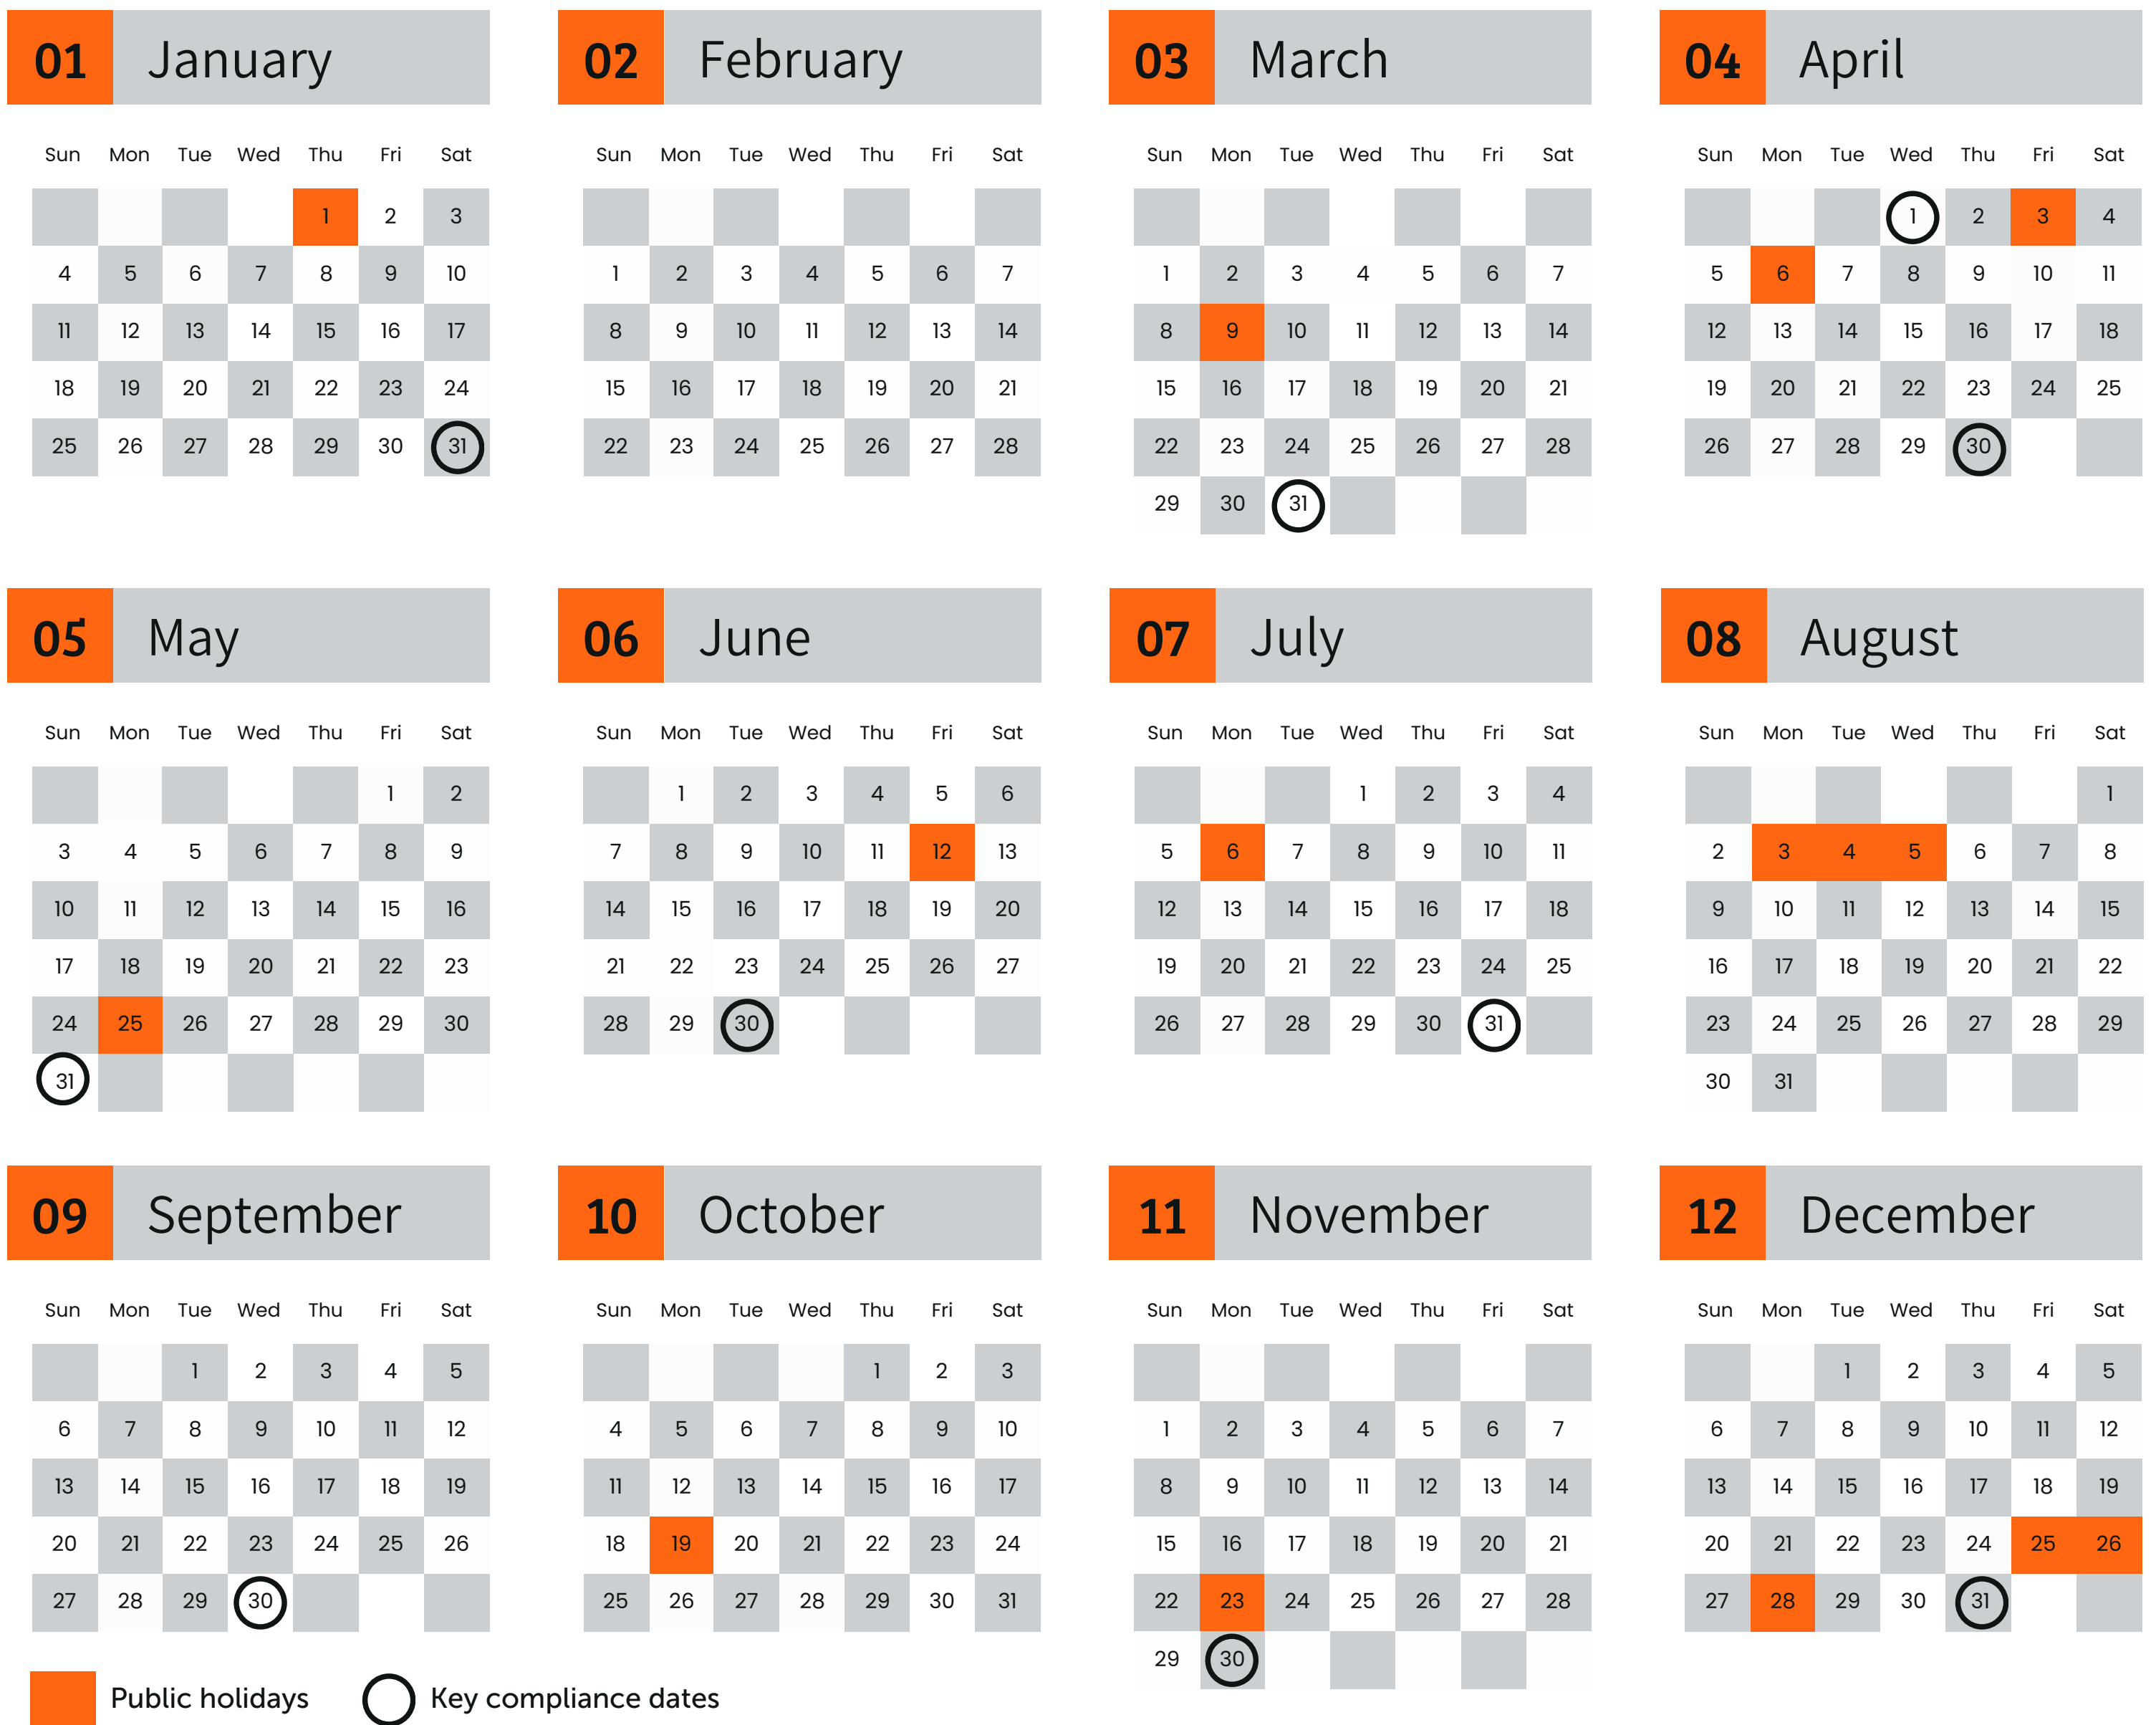 01 January
Sun Mon Tue Wed Thu Fri Sat
1 2 3
4 5 6 7 8 9 10
11 12 13 14 15 16 17
18 19 20 21 22 23 24
25 26 27 28 29 30 31
02 February
Sun Mon Tue Wed Thu Fri Sat
1 2 3 4 5 6 7
8 9 10 11 12 13 14
15 16 17 18 19 20 21
22 23 24 25 26 27 28
03 March
Sun Mon Tue Wed Thu Fri Sat
1 2 3 4 5 6 7
8 9 10 11 12 13 14
15 16 17 18 19 20 21
22 23 24 25 26 27 28
29 30 31
04 April
Sun Mon Tue Wed Thu Fri Sat
1 2 3 4
5 6 7 8 9 10 11
12 13 14 15 16 17 18
19 20 21 22 23 24 25
26 27 28 29 30
05 May
Sun Mon Tue Wed Thu Fri Sat
1 2
3 4 5 6 7 8 9
10 11 12 13 14 15 16
17 18 19 20 21 22 23
24 25 26 27 28 29 30
31
06 June
Sun Mon Tue Wed Thu Fri Sat
1 2 3 4 5 6
7 8 9 10 11 12 13
14 15 16 17 18 19 20
21 22 23 24 25 26 27
28 29 30
07 July
Sun Mon Tue Wed Thu Fri Sat
1 2 3 4
5 6 7 8 9 10 11
12 13 14 15 16 17 18
19 20 21 22 23 24 25
26 27 28 29 30 31
08 August
Sun Mon Tue Wed Thu Fri Sat
1
2 3 4 5 6 7 8
9 10 11 12 13 14 15
16 17 18 19 20 21 22
23 24 25 26 27 28 29
30 31
09 September
Sun Mon Tue Wed Thu Fri Sat
1 2 3 4 5
6 7 8 9 10 11 12
13 14 15 16 17 18 19
20 21 22 23 24 25 26
27 28 29 30
10 October
Sun Mon Tue Wed Thu Fri Sat
1 2 3
4 5 6 7 8 9 10
11 12 13 14 15 16 17
18 19 20 21 22 23 24
25 26 27 28 29 30 31
11 November
Sun Mon Tue Wed Thu Fri Sat
1 2 3 4 5 6 7
8 9 10 11 12 13 14
15 16 17 18 19 20 21
22 23 24 25 26 27 28
29 30
12 December
Sun Mon Tue Wed Thu Fri Sat
1 2 3 4 5
6 7 8 9 10 11 12
13 14 15 16 17 18 19
20 21 22 23 24 25 26
27 28 29 30 31
Public holidays
Key compliance dates